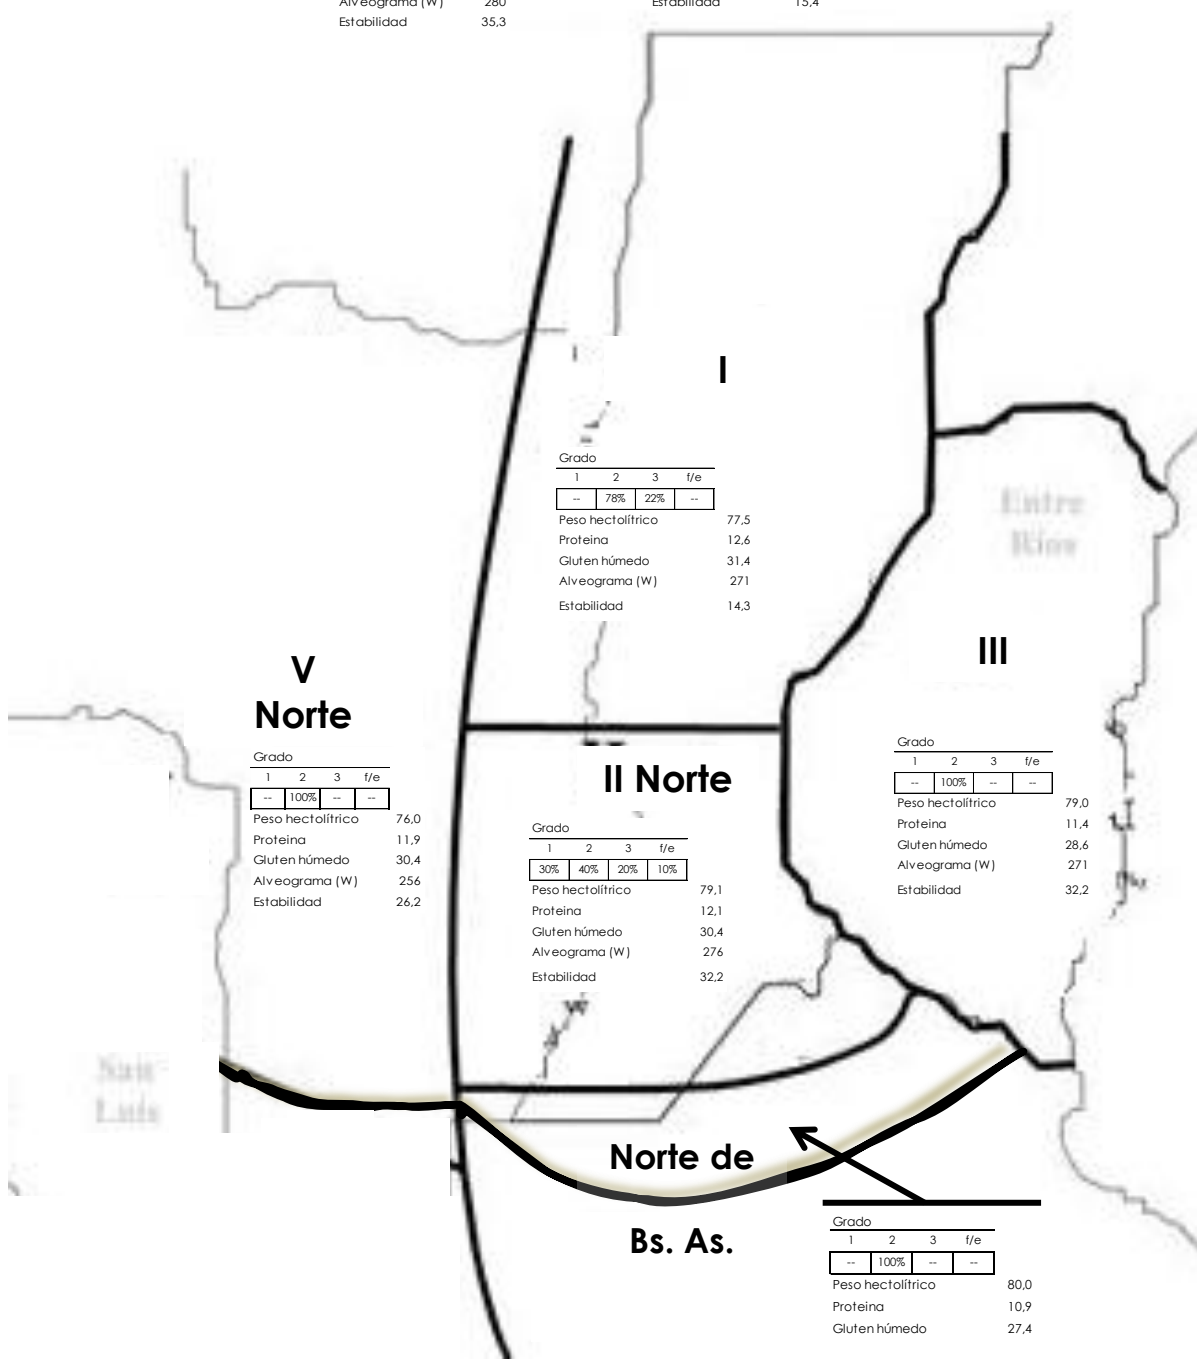 Alveograma (W) 280
Estabilidad 35,3
Estabilidad 15,4
I
Grado
1 2 3 f/e
-- 78% 22% --
Peso hectolítrico 77,5
Proteina 12,6
Gluten húmedo 31,4
Alveograma (W) 271
Estabilidad 14,3
Entre
Ríos
III
Grado
1 2 3 f/e
-- 100% -- --
Peso hectolítrico 79,0
Proteina 11,4
Gluten húmedo 28,6
Alveograma (W) 271
Estabilidad 32,2
V
Norte
Grado
1 2 3 f/e
-- 100% -- --
Peso hectolítrico 76,0
Proteina 11,9
Gluten húmedo 30,4
Alveograma (W) 256
Estabilidad 26,2
II Norte
Grado
1 2 3 f/e
30% 40% 20% 10%
Peso hectolítrico 79,1
Proteina 12,1
Gluten húmedo 30,4
Alveograma (W) 276
Estabilidad 32,2
San
Luis
Norte de
Bs. As.
Grado
1 2 3 f/e
-- 100% -- --
Peso hectolítrico 80,0
Proteina 10,9
Gluten húmedo 27,4